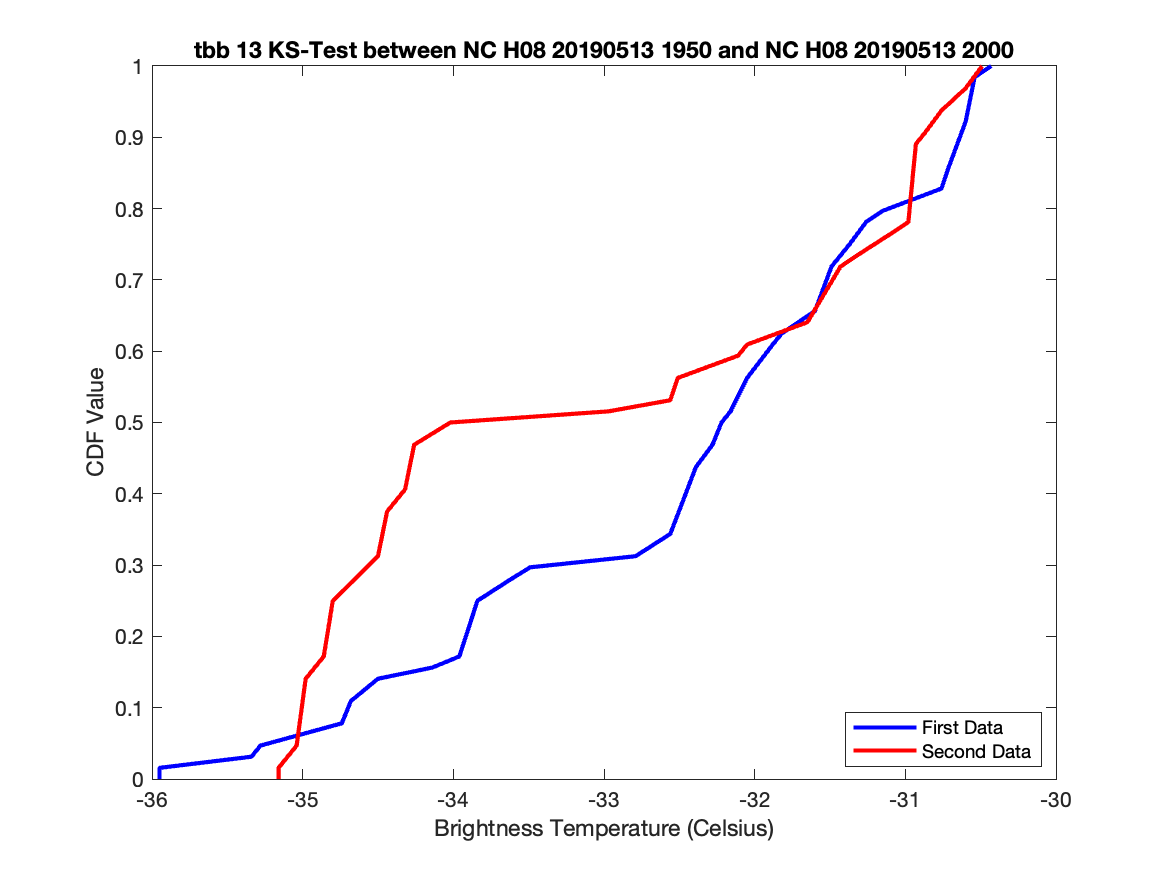 tbb 13 KS-Test between NC H08 20190513 1950 and NC H08 20190513 2000
1
0.9
0.8
0.7
0.6
0.5
0.4
0.3
0.2
0.1
0
CDF Value
First Data
Second Data
-36 -35 -34 -33 -32 -31 -30
Brightness Temperature (Celsius)